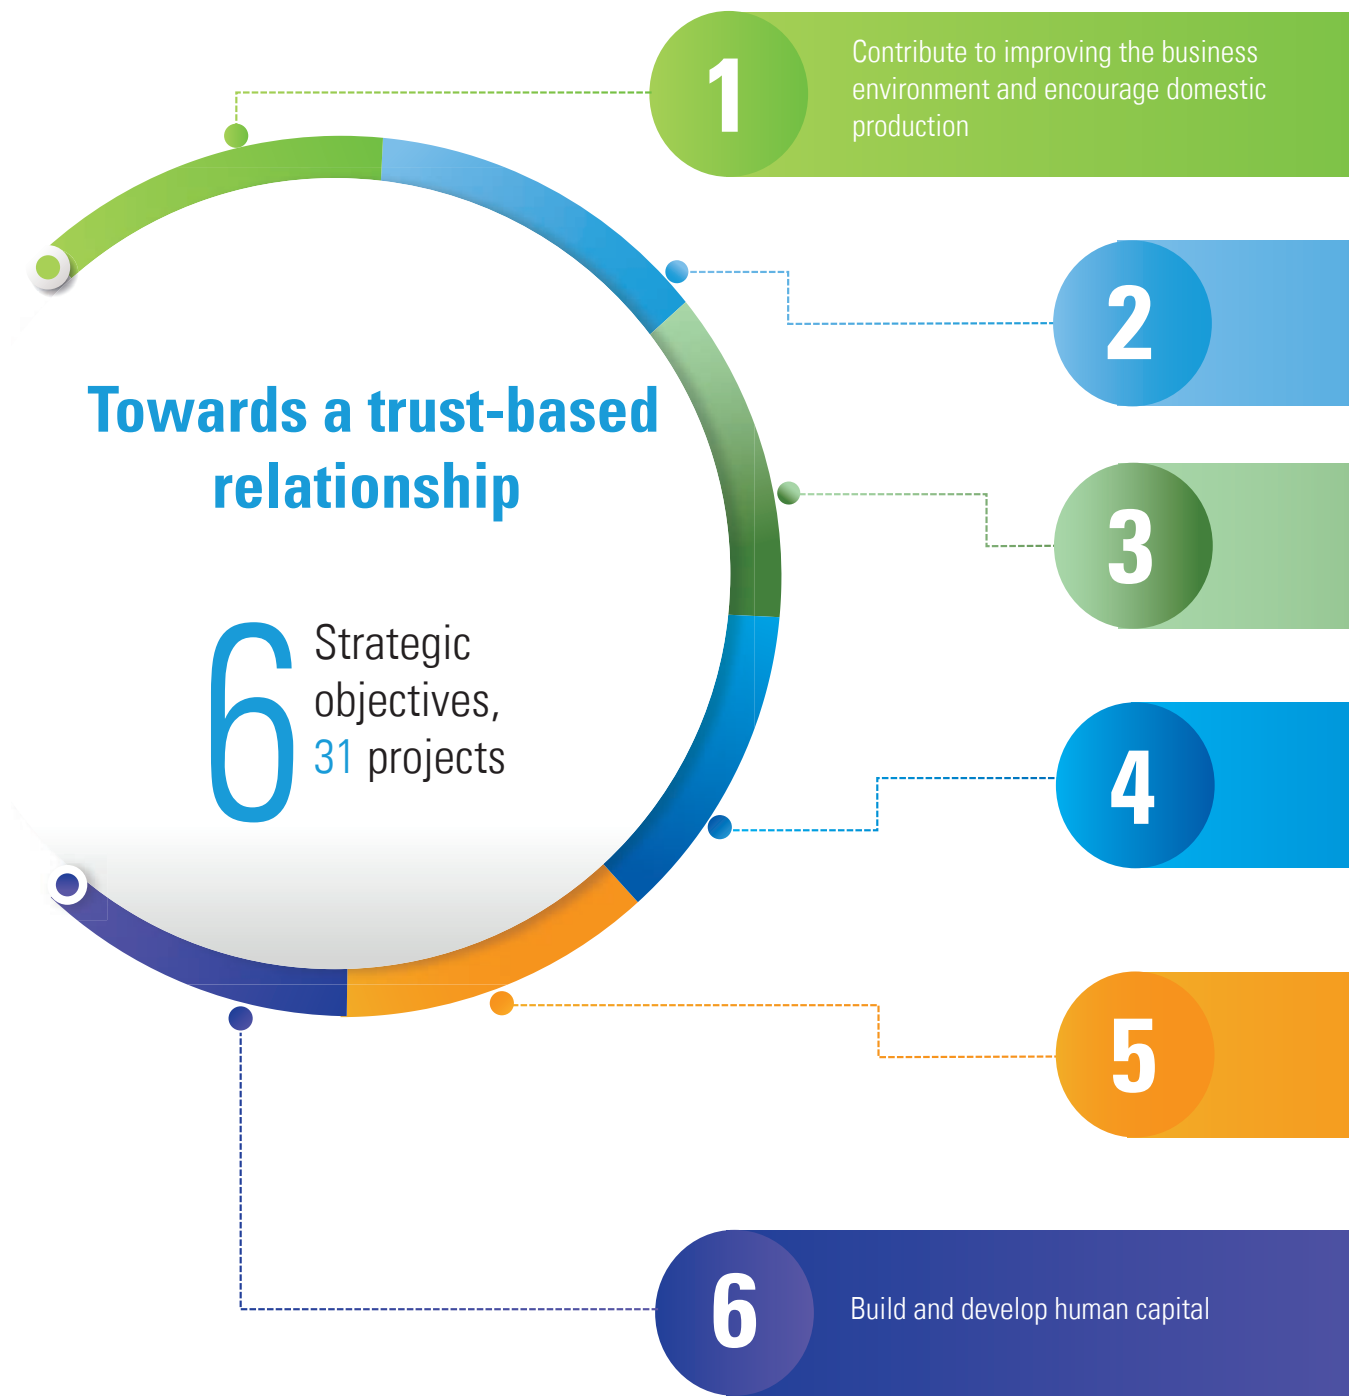 1
Contribute to improving the business
environment and encourage domestic
production
2
Towards a trust-based
relationship
3
6
Strategic
objectives,
31 projects
4
5
6
Build and develop human capital